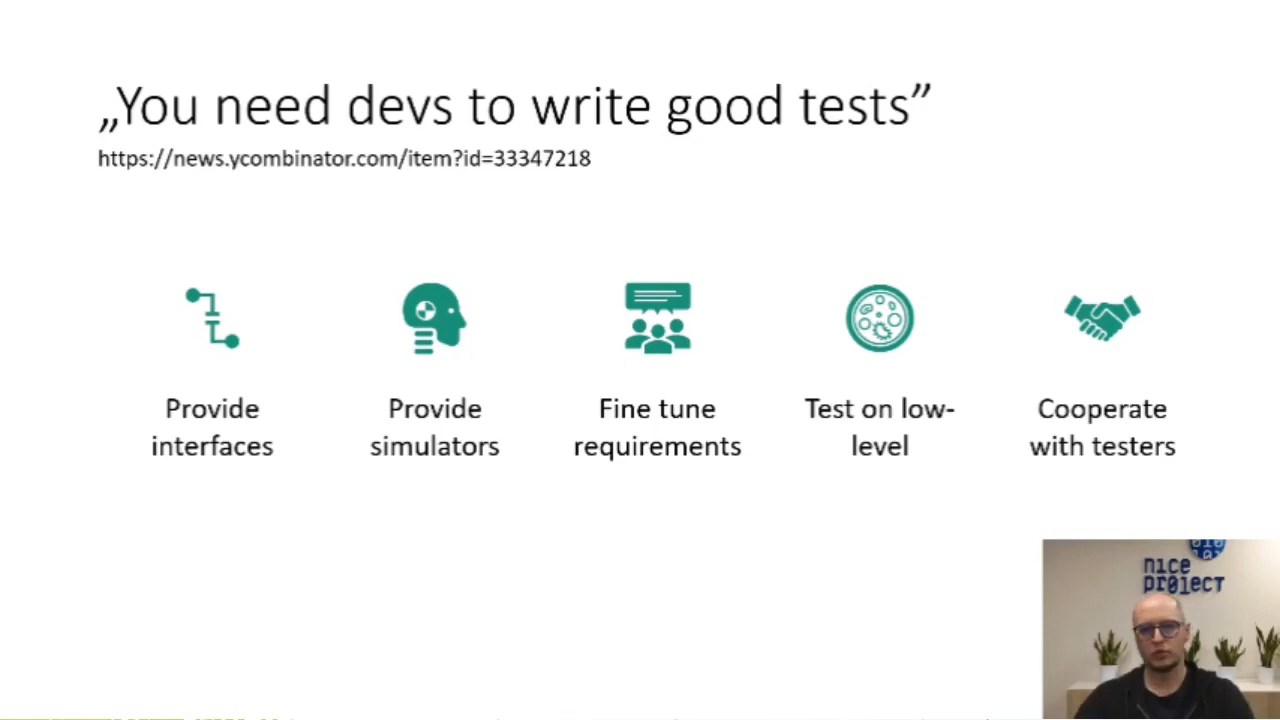 „You need devs to write good tests”
https://news.ycombinator.com/item?id=33347218
Provide
interfaces
Provide
simulators
Fine tune
requirements
Test on low-
level
Cooperate
with testers
nice
project